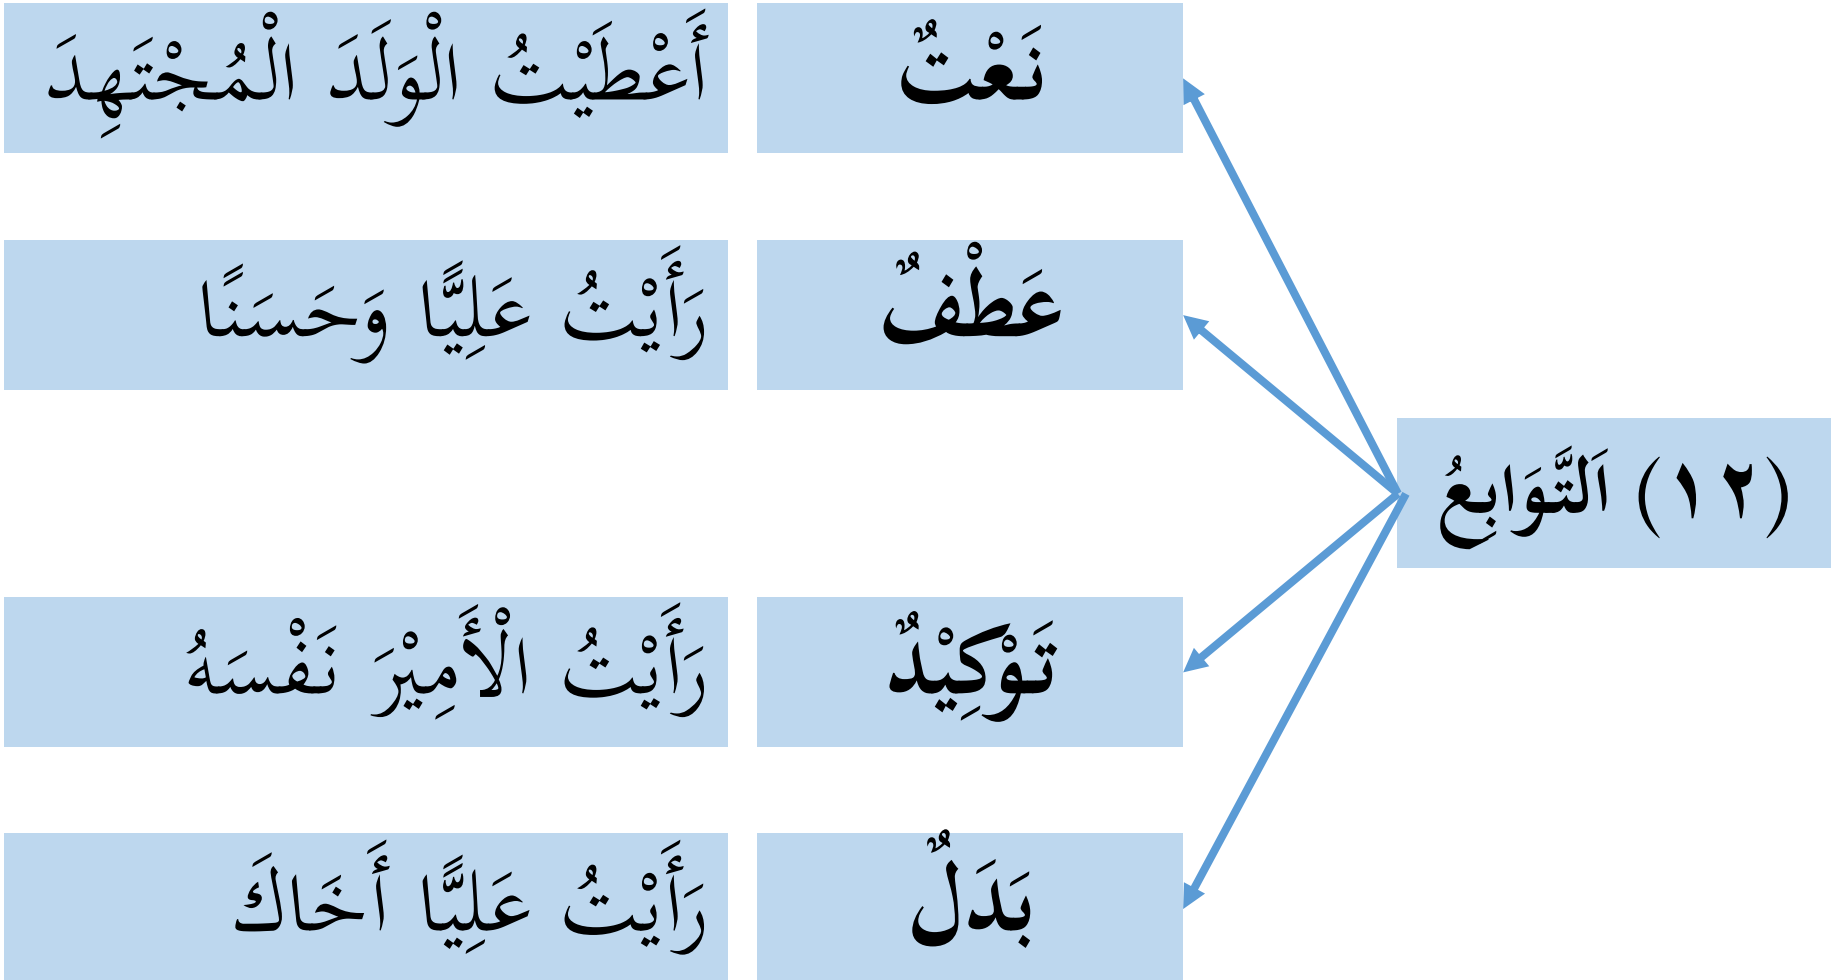 نَعْتٌ أَعْطَيْتُ الْوَلَدَ الْمُجْتَهِدَ
عَطْفٌ رَأَيْتُ عَلِيًّا وَحَسَنًا
(١٢) اَلتَّوَابِعُ
تَوْكِيْدٌ رَأَيْتُ الْأَمِيْرَ نَفْسَهُ
بَدَلٌ رَأَيْتُ عَلِيًّا أَخَاكَ